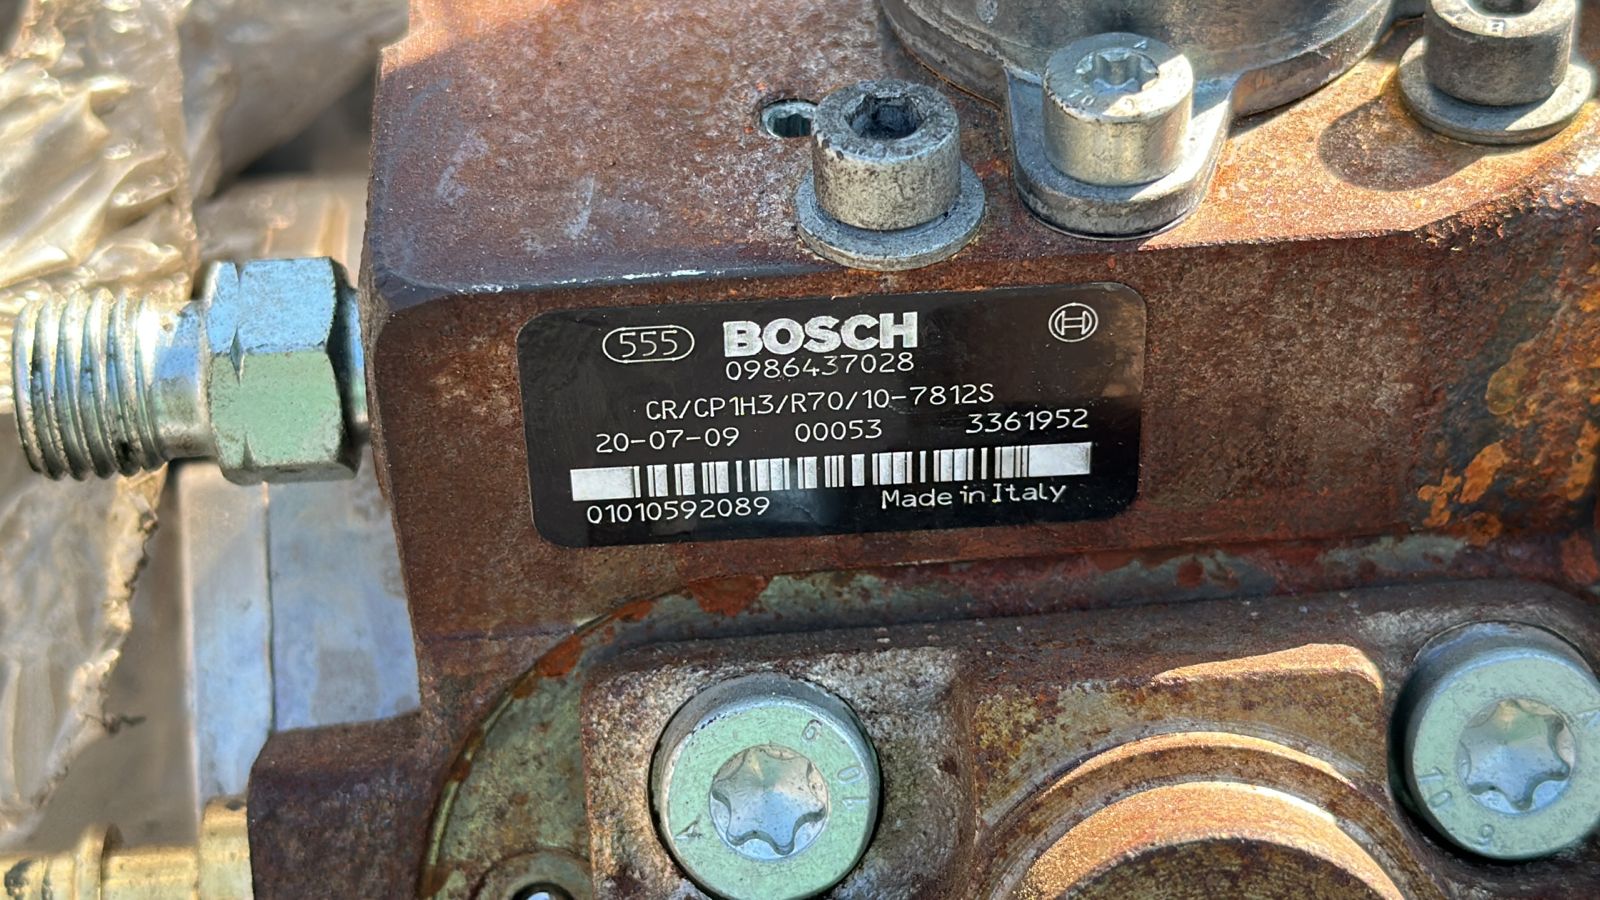 555 BOSCH
0986437028
CR/CP1H3/R70/10-7812S
20-07-09 00053 3361952
01010592089 Made in Italy